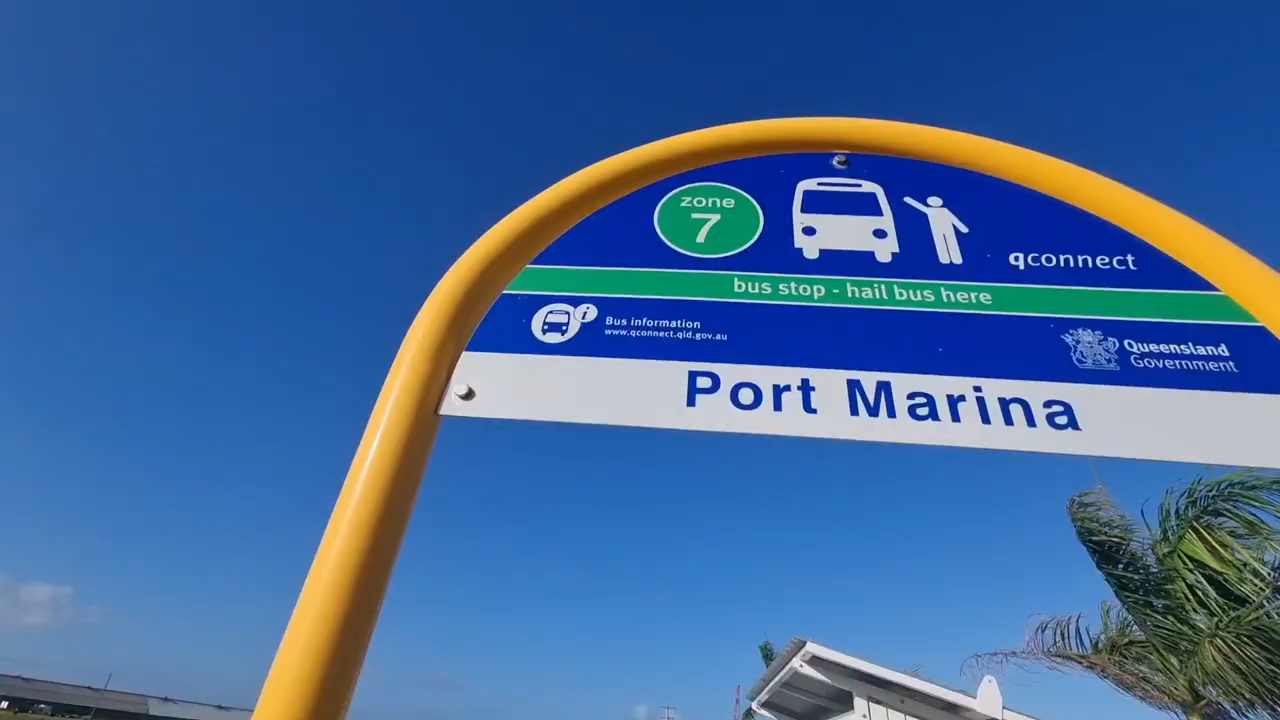 zone
7
qconnect
bus stop - hail bus here
i
Bus information
www.qconnect.qld.gov.au
Queensland
Government
Port Marina